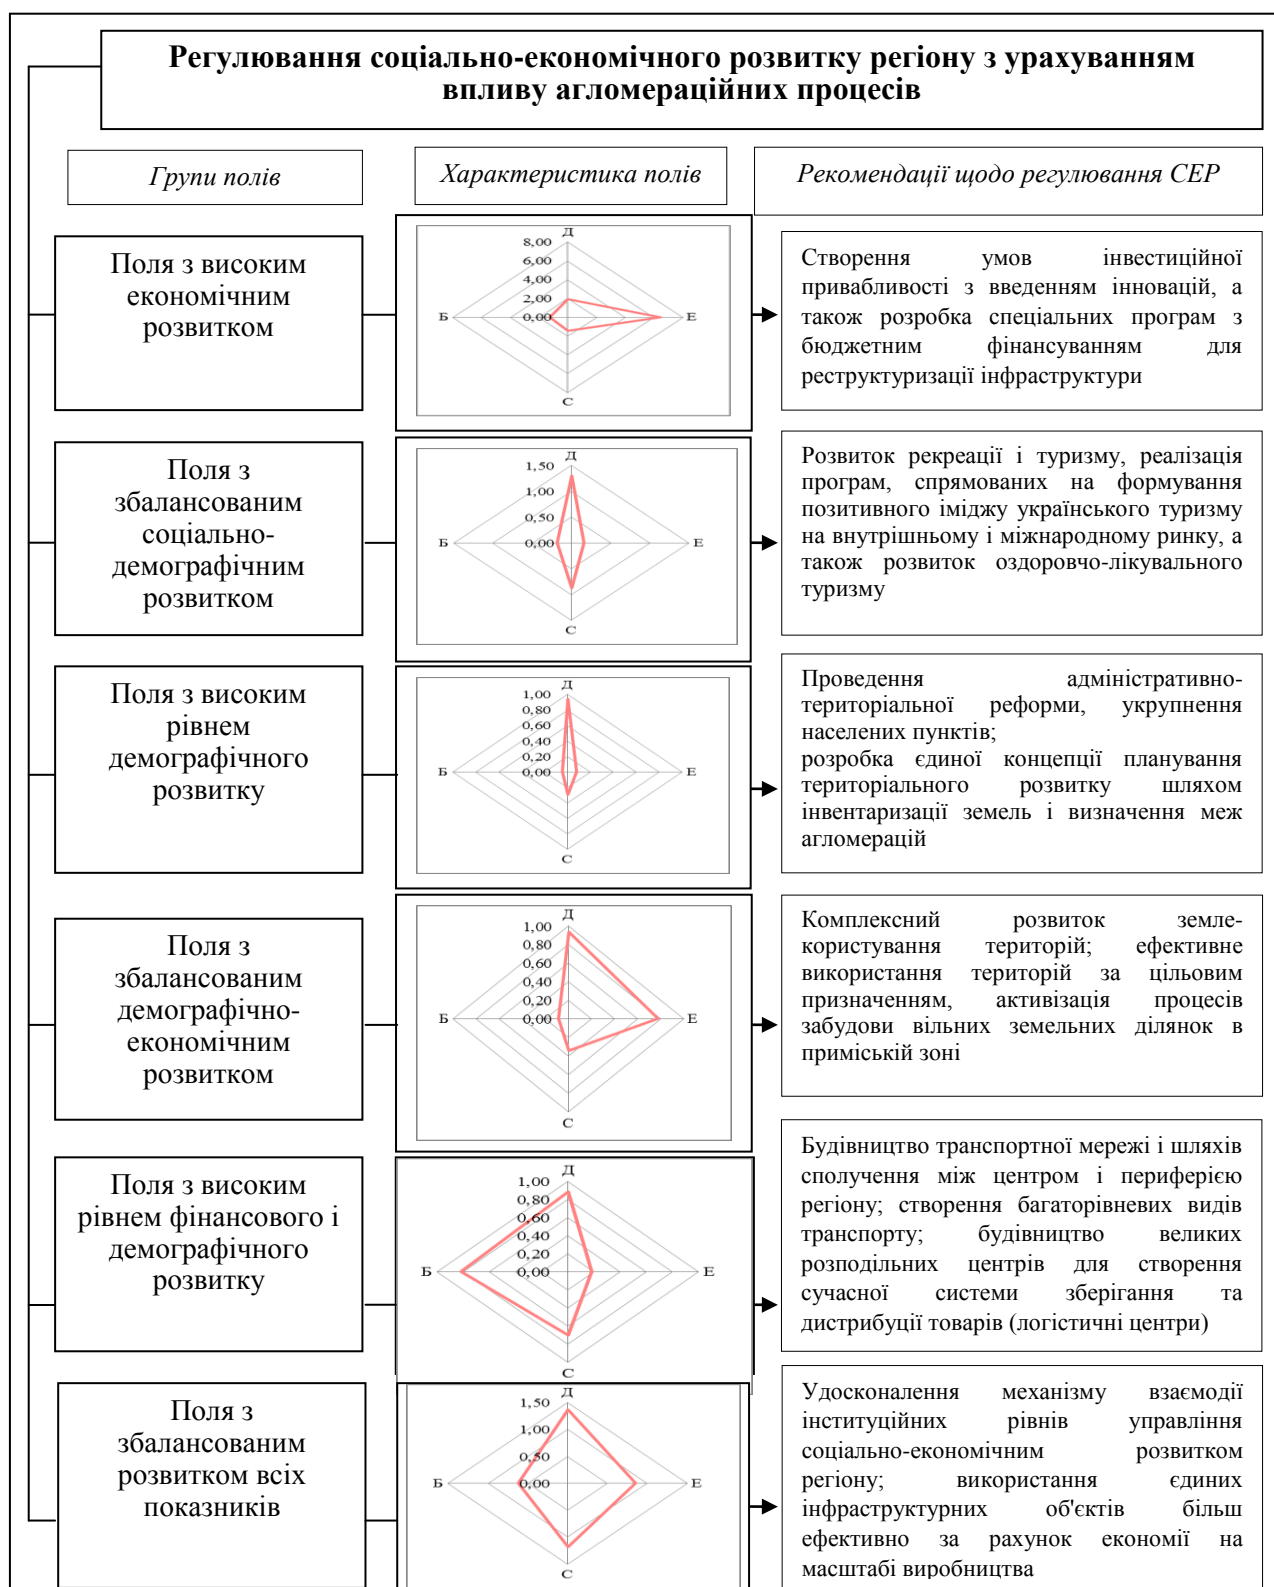 Регулювання соціально-економічного розвитку регіону з урахуванням
впливу агломераційних процесів
Групи полів
Характеристика полів
Рекомендації щодо регулювання СЕР
Поля з високим
економічним
розвитком
Д
8,00
6,00
4,00
2,00
0,00
Б
Е
С
Створення умов інвестиційної
привабливості з введенням інновацій, а
також розробка спеціальних програм з
бюджетним фінансуванням для
реструктуризації інфраструктури
Поля з
збалансованим
соціально-
демографічним
розвитком
Д
1,50
1,00
0,50
0,00
Б
Е
С
Розвиток рекреації і туризму, реалізація
програм, спрямованих на формування
позитивного іміджу українського туризму
на внутрішньому і міжнародному ринку, а
також розвиток оздоровчо-лікувального
туризму
Поля з високим
рівнем
демографічного
розвитку
Д
1,00
0,80
0,60
0,40
0,20
0,00
Б
Е
С
Проведення адміністративно-
територіальної реформи, укрупнення
населених пунктів;
розробка єдиної концепції планування
територіального розвитку шляхом
інвентаризації земель і визначення меж
агломерацій
Поля з
збалансованим
демографічно-
економічним
розвитком
Д
1,00
0,80
0,60
0,40
0,20
0,00
Б
Е
С
Комплексний розвиток земле-
користування територій; ефективне
використання територій за цільовим
призначенням, активізація процесів
забудови вільних земельних ділянок в
приміській зоні
Поля з високим
рівнем фінансового і
демографічного
розвитку
Д
1,00
0,80
0,60
0,40
0,20
0,00
Б
Е
С
Будівництво транспортної мережі і шляхів
сполучення між центром і периферією
регіону; створення багаторівневих видів
транспорту; будівництво великих
розподільних центрів для створення
сучасної системи зберігання та
дистрибуції товарів (логістичні центри)
Поля з
збалансованим
розвитком всіх
показників
Д
1,50
1,00
0,50
0,00
Б
Е
С
Удосконалення механізму взаємодії
інституційних рівнів управління
соціально-економічним розвитком
регіону; використання єдиних
інфраструктурних об'єктів більш
ефективно за рахунок економії на
масштабі виробництва